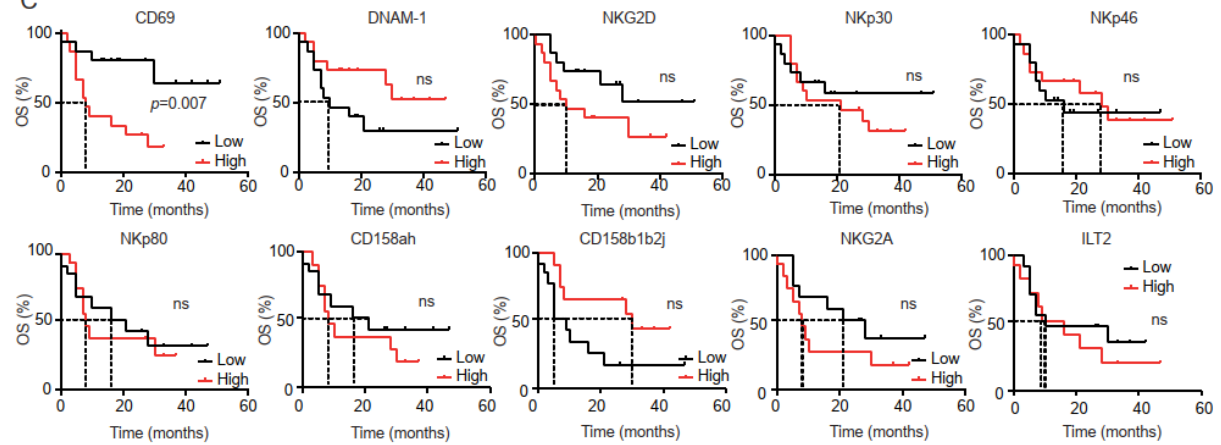 C
CD69
OS (%)
100
50
0
p=0.007
Low
High
0 20 40 60
Time (months)
DNAM-1
OS (%)
100
50
0
ns
Low
High
0 20 40 60
Time (months)
NKG2D
OS (%)
100
50
0
ns
Low
High
0 20 40 60
Time (months)
NKp30
OS (%)
100
50
0
ns
Low
High
0 20 40 60
Time (months)
NKp46
OS (%)
100
50
0
ns
Low
High
0 20 40 60
Time (months)
NKp80
OS (%)
100
50
0
ns
Low
High
0 20 40 60
Time (months)
CD158ah
OS (%)
100
50
0
ns
Low
High
0 20 40 60
Time (months)
CD158b1b2j
OS (%)
100
50
0
ns
Low
High
0 20 40 60
Time (months)
NKG2A
OS (%)
100
50
0
ns
Low
High
0 20 40 60
Time (months)
ILT2
OS (%)
100
50
0
Low
High
ns
0 20 40 60
Time (months)